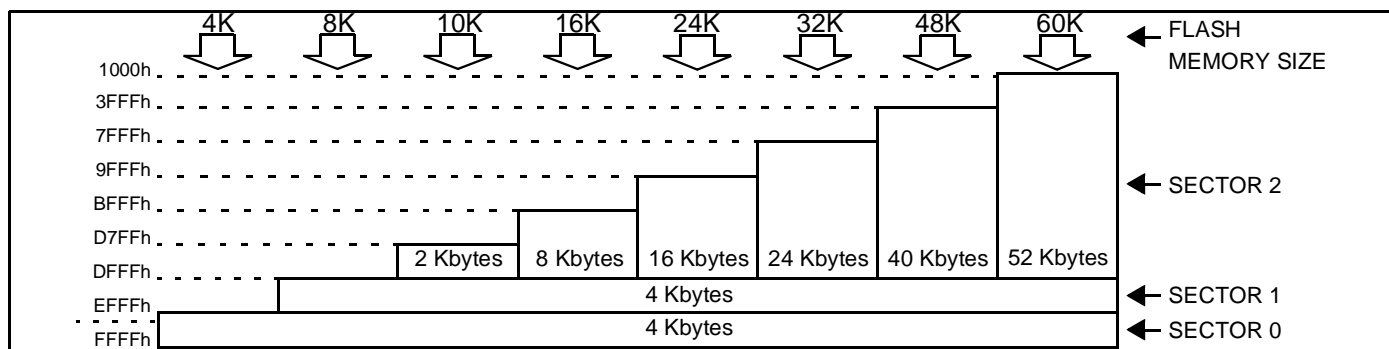 4K 8K 10K 16K 24K 32K 48K 60K
FLASH
MEMORY SIZE
1000h
3FFFh
7FFFh
9FFFh
SECTOR 2
BFFFh
D7FFh
2 Kbytes 8 Kbytes 16 Kbytes 24 Kbytes 40 Kbytes 52 Kbytes
DFFFh
4 Kbytes
SECTOR 1
EFFFh
4 Kbytes
SECTOR 0
FFFFh